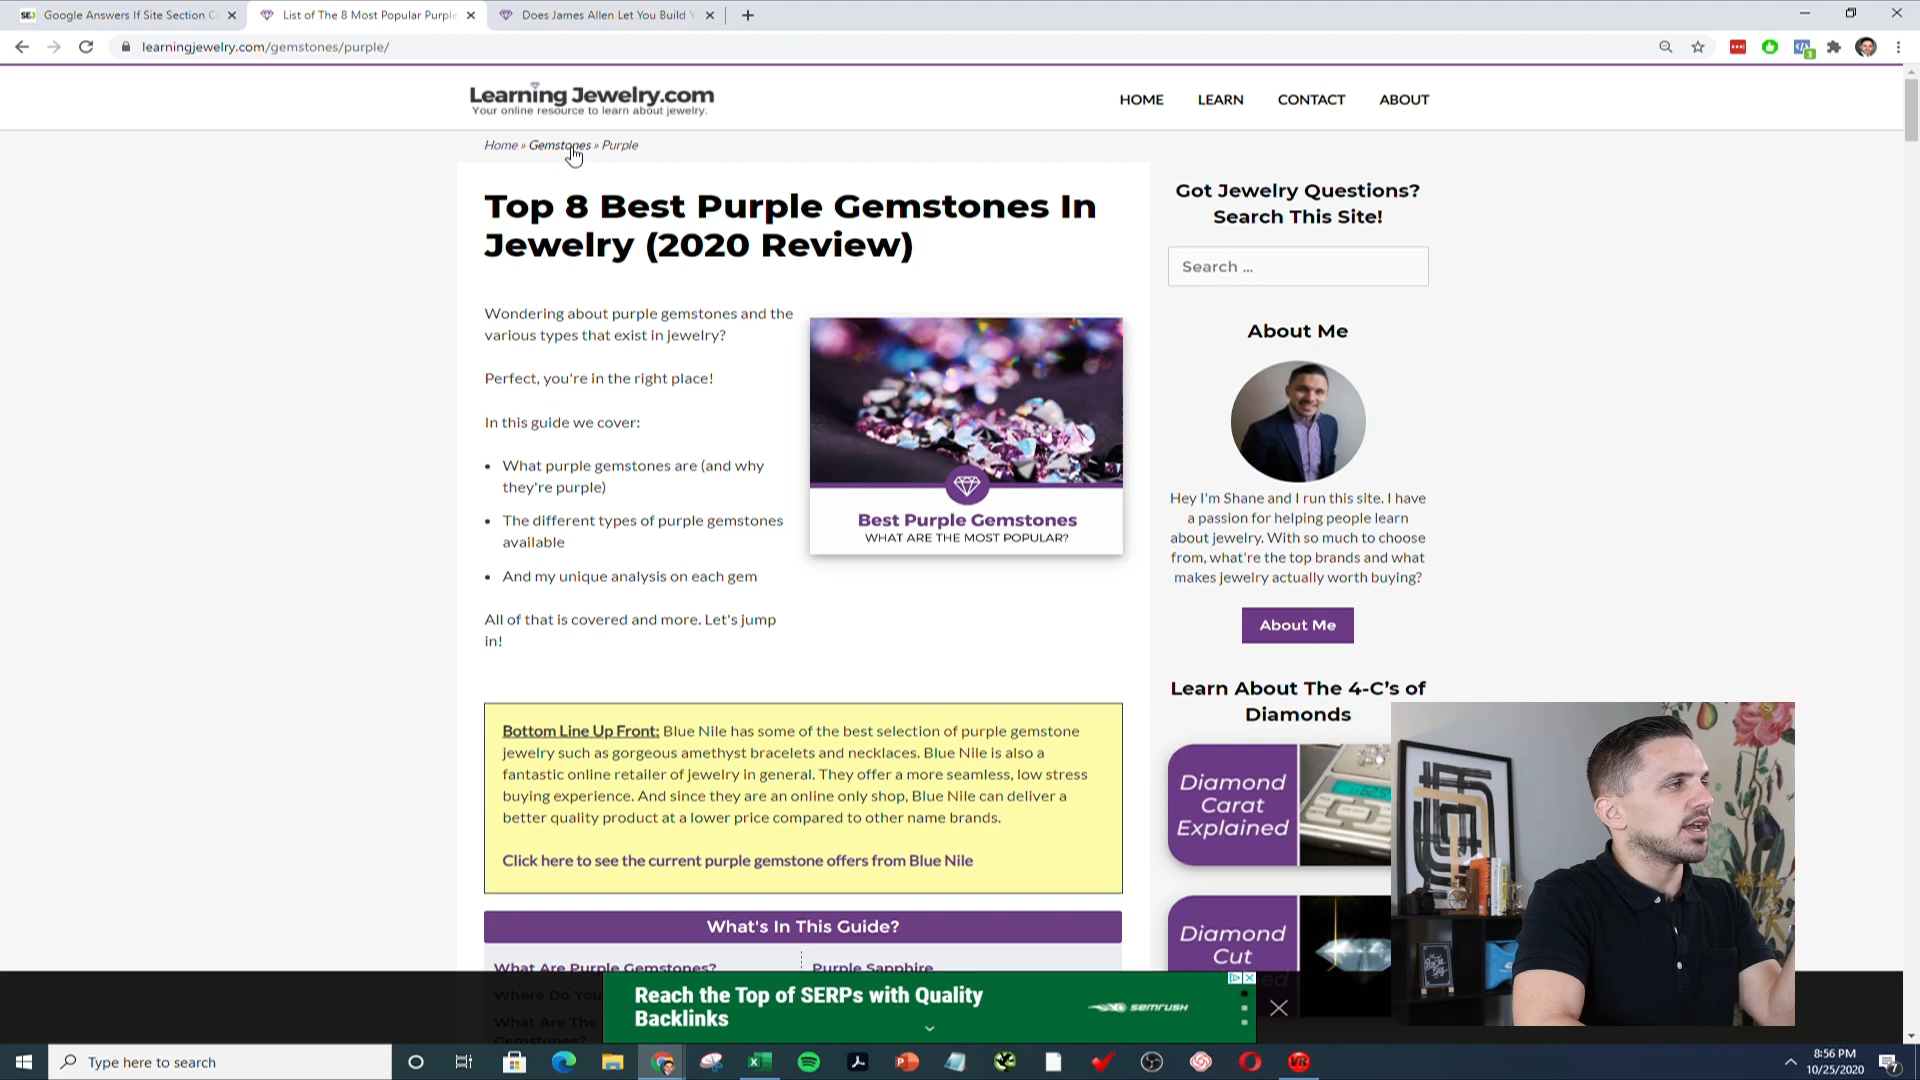 SEJ Google Answers If Site Section C
List of The 8 Most Popular Purple
Does James Allen Let You Build Y
learningjewelry.com/gemstones/purple/
3
Learning Jewelry.com
Your online resource to learn about jewelry.
HOME LEARN CONTACT ABOUT
Home » Gemstones » Purple
Top 8 Best Purple Gemstones In
Jewelry (2020 Review)
Wondering about purple gemstones and the
various types that exist in jewelry?
Perfect, you're in the right place!
In this guide we cover:
• What purple gemstones are (and why
they're purple)
• The different types of purple gemstones
available
• And my unique analysis on each gem
All of that is covered and more. Let's jump
in!
Best Purple Gemstones
WHAT ARE THE MOST POPULAR?
Bottom Line Up Front: Blue Nile has some of the best selection of purple gemstone
jewelry such as gorgeous amethyst bracelets and necklaces. Blue Nile is also a
fantastic online retailer of jewelry in general. They offer a more seamless, low stress
buying experience. And since they are an online only shop, Blue Nile can deliver a
better quality product at a lower price compared to other name brands.
Click here to see the current purple gemstone offers from Blue Nile
What's In This Guide?
What Are Purple Gemstones?
Purple Sapphire
Where Do You
What Are The
Gemstones?
Got Jewelry Questions?
Search This Site!
Search ...
About Me
Hey I'm Shane and I run this site. I have
a passion for helping people learn
about jewelry. With so much to choose
from, what're the top brands and what
makes jewelry actually worth buying?
About Me
Learn About The 4-C's of
Diamonds
Diamond
Carat
Explained
Diamond
Cut
Reach the Top of SERPs with Quality
Backlinks
SEMRUSH
Type here to search
8:56 PM
10/25/2020
7